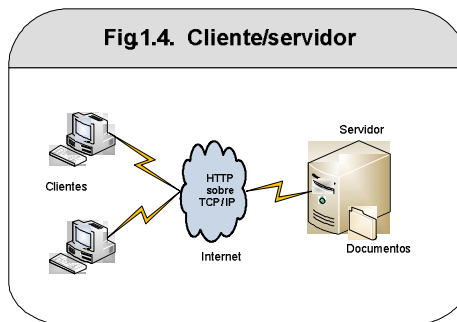 Fig.1.4. Cliente/servidor
Servidor
HTTP
sobre
TCP/IP
Clientes
Internet
Documentos